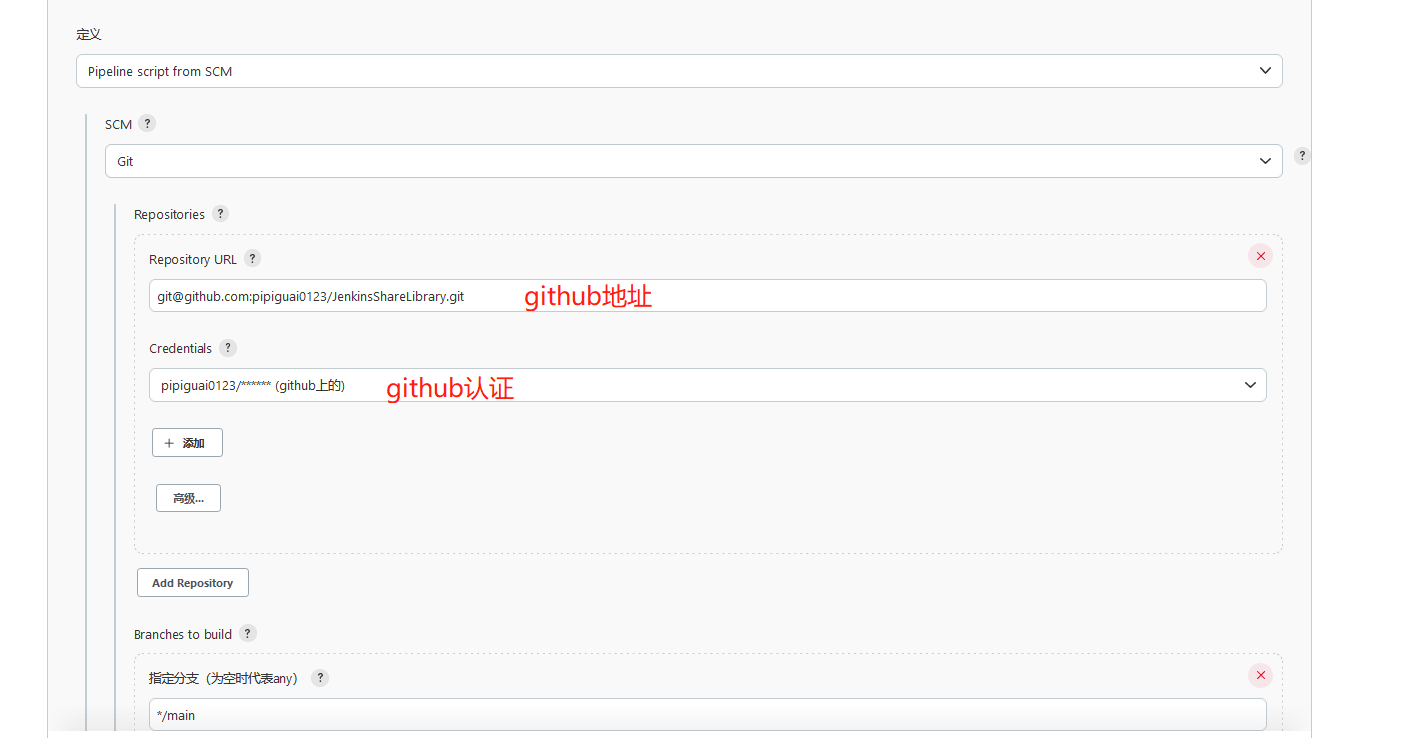 定义
Pipeline script from SCM
SCM ?
Git
?
Repositories ?
Repository URL ?
git@github.com:pipiguai0123/JenkinsShareLibrary.git github地址
Credentials ?
pipiguai0123/****** (github上的) github认证
+ 添加
高级...
Add Repository
Branches to build ?
指定分支（为空时代表any） ?
*/main